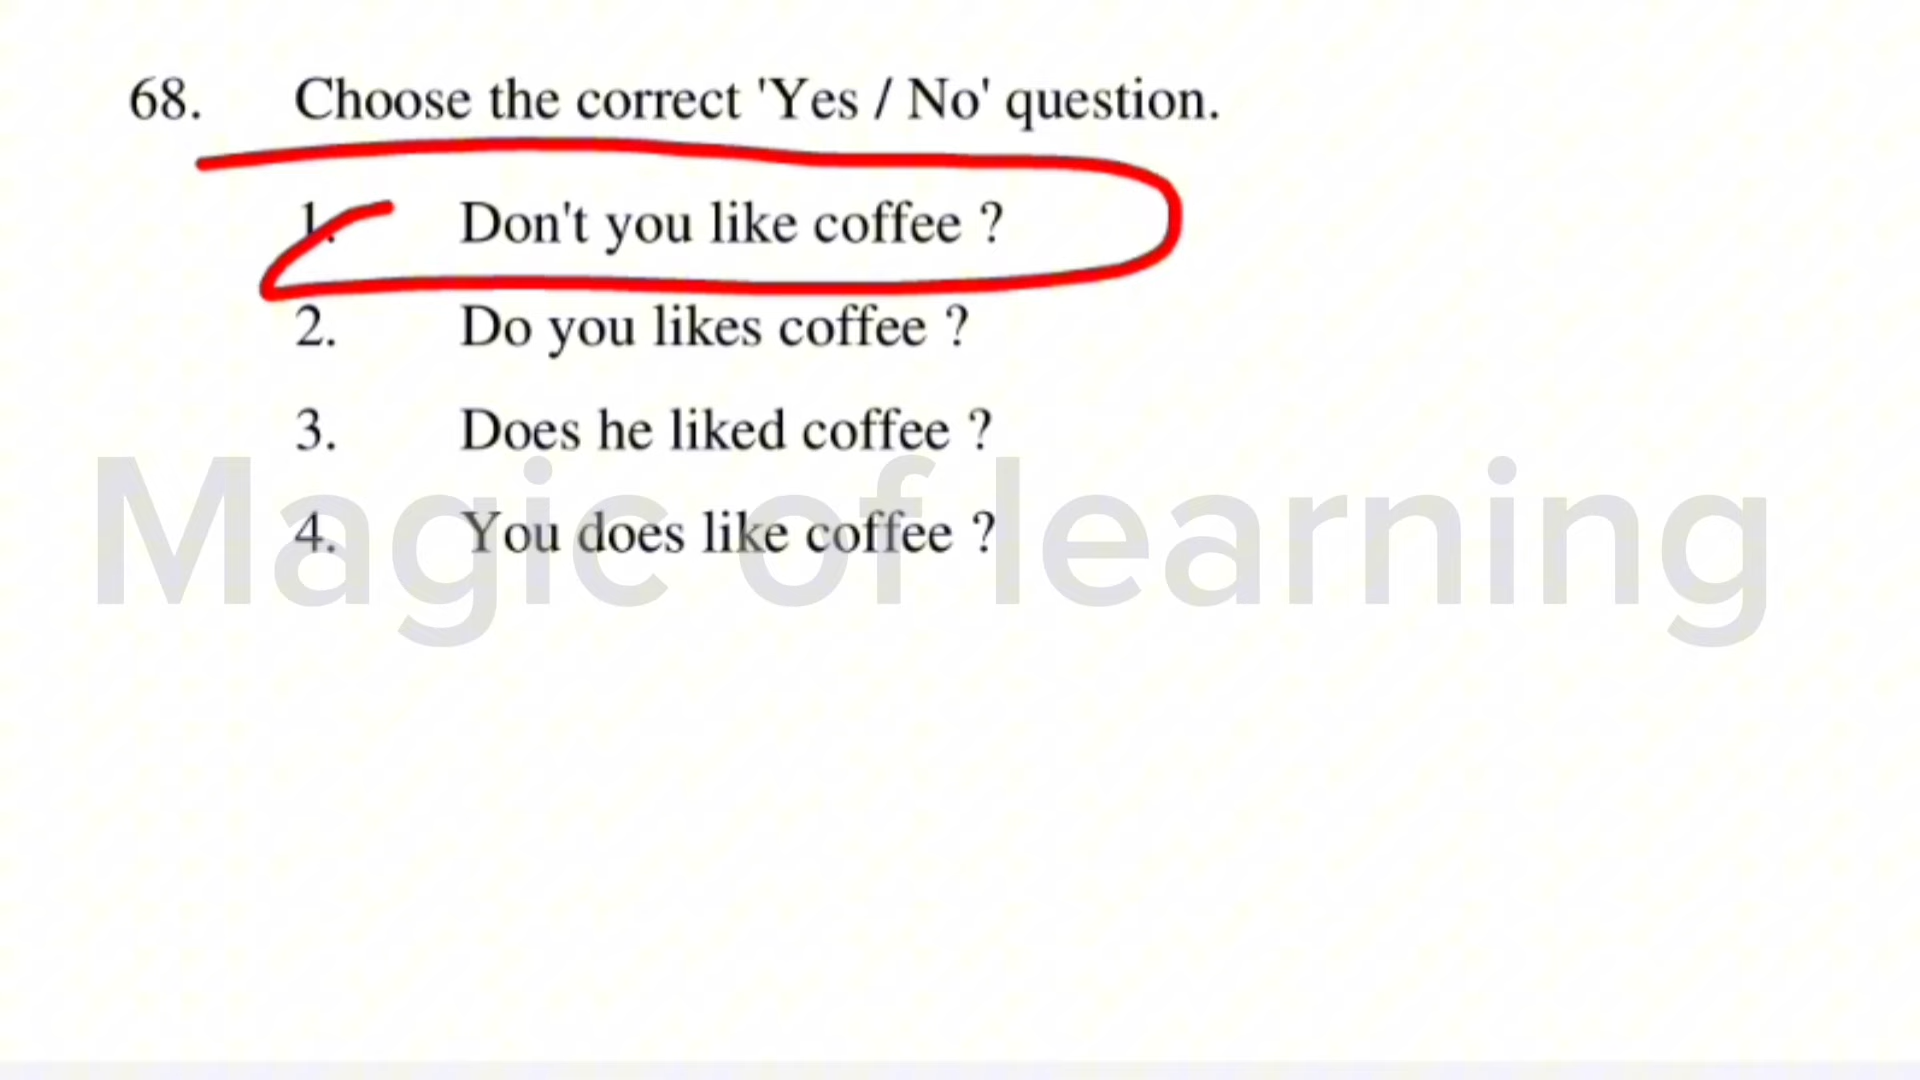 68. Choose the correct 'Yes / No' question.
1. Don't you like coffee ?
2. Do you likes coffee ?
3. Does he liked coffee ?
4. You does like coffee ?
Magic of learning